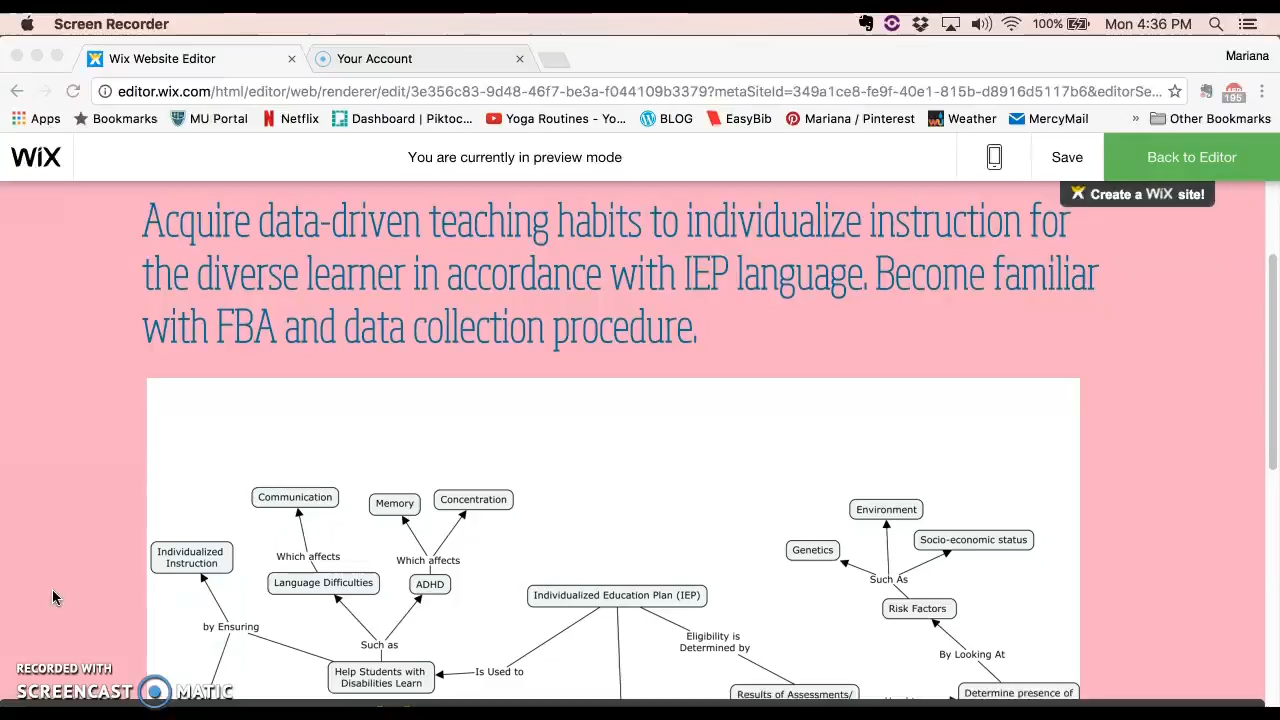 Screen Recorder
100%
Mon 4:36 PM
Wix Website Editor
Your Account
Mariana
editor.wix.com/html/editor/web/renderer/edit/3e356c83-9d48-46f7-be3a-f044109b3379?metaSiteId=349a1ce8-fe9f-40e1-815b-d8916d5117b6&editorSe...
195
Apps
Bookmarks
MU Portal
Netflix
Dashboard | Piktoc...
Yoga Routines - Yo...
BLOG
EasyBib
Mariana / Pinterest
Weather
MercyMail
»
Other Bookmarks
WiX
You are currently in preview mode
Save
Back to Editor
Create a WiX site!
Acquire data-driven teaching habits to individualize instruction for
the diverse learner in accordance with IEP language. Become familiar
with FBA and data collection procedure.
Communication
Memory
Concentration
Environment
Socio-economic status
Genetics
Individualized
Instruction
Which affects
Which affects
Such As
Language Difficulties
ADHD
Individualized Education Plan (IEP)
Risk Factors
by Ensuring
Such as
Eligibility is
Determined by
By Looking At
Help Students with
Disabilities Learn
Is Used to
Results of Assessments/
Determine presence of
RECORDED WITH
SCREENCAST MATIC